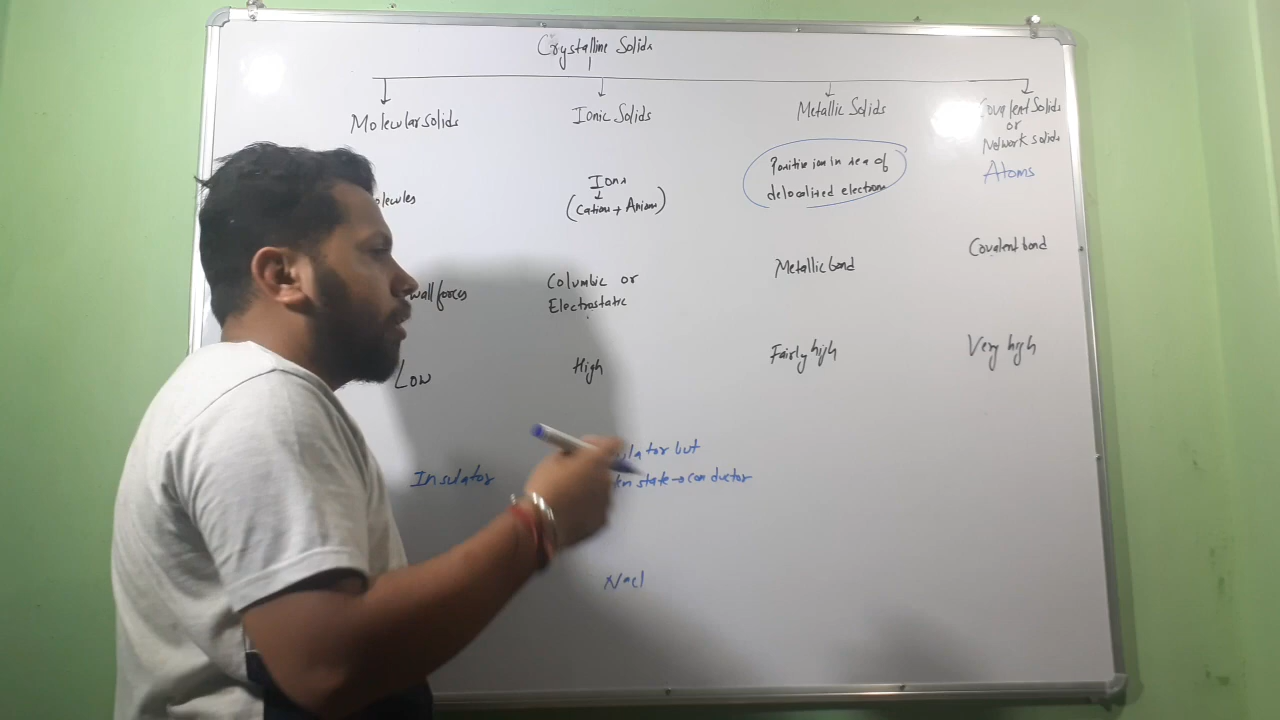 Crystalline Solids
Molecular solids
Ionic Solids
Metallic Solids
Covalent Solids
or
Network solids
olecules
Ions
(Cation + Anion)
Positive ion in sea of
delocalized electron
Atoms
wall forces
Columbic or
Electrostatic
Metallic bond
Covalent bond
Low
High
Fairly high
Very high
Insulator
ulator but
ten state → conductor
Nacl